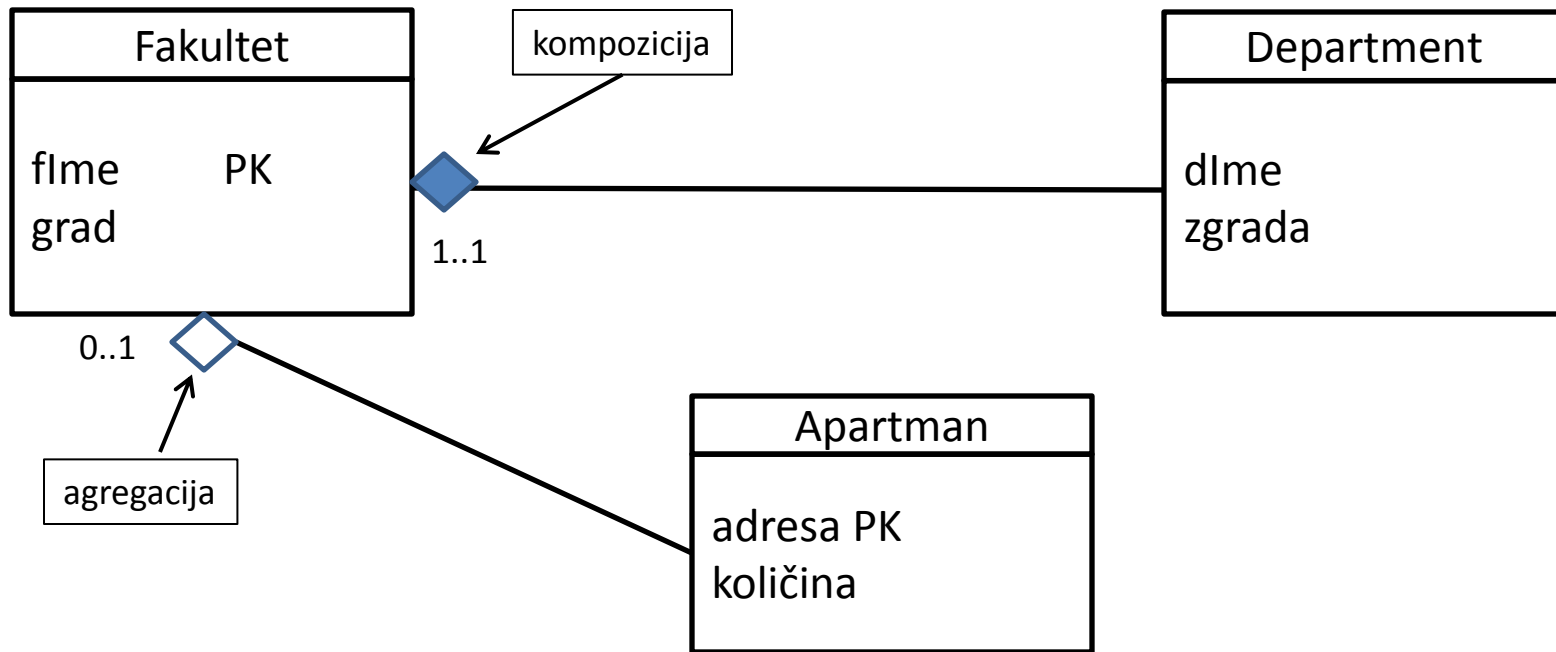 Fakultet
fIme PK
grad
kompozicija
1..1
Department
dIme
zgrada
0..1
agregacija
Apartman
adresa PK
količina